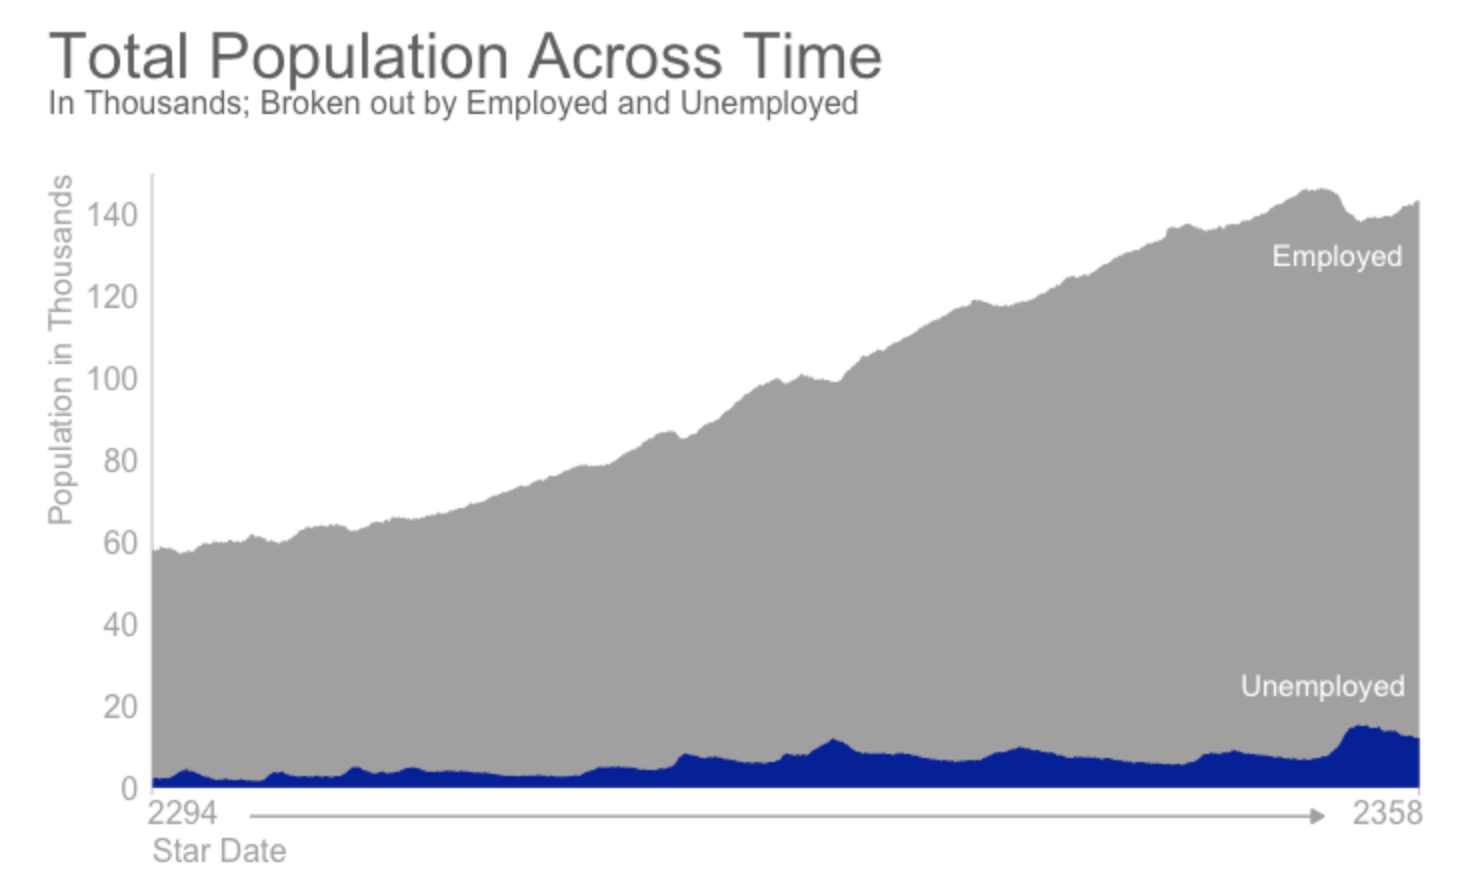 Total Population Across Time
In Thousands; Broken out by Employed and Unemployed
Population in Thousands
140
120
100
80
60
40
20
0
Employed
Unemployed
2294
2358
Star Date